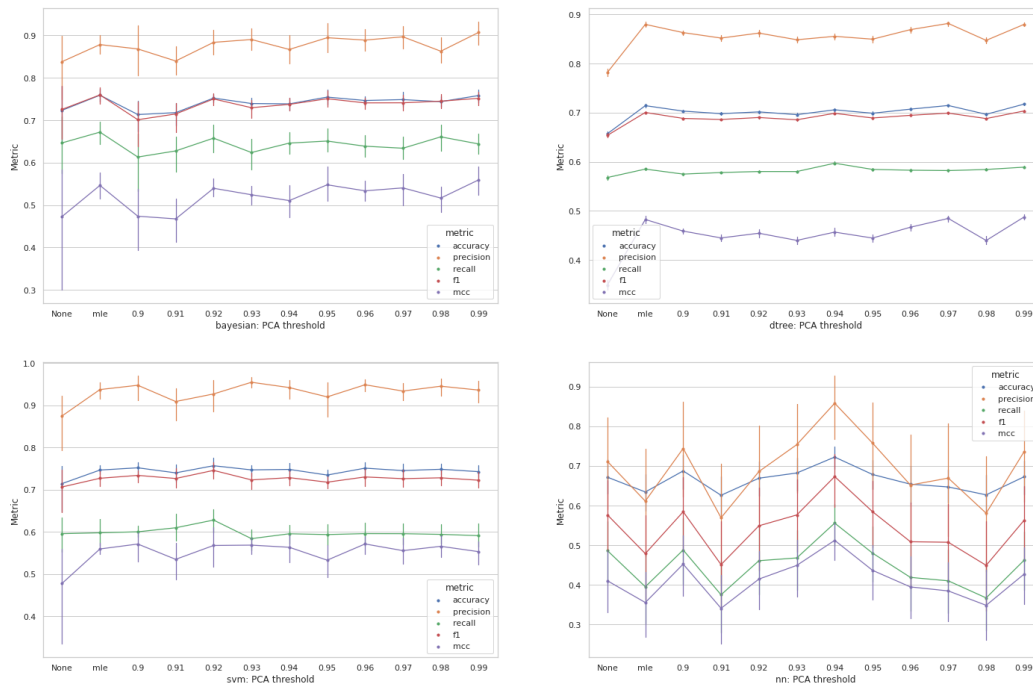 0.9
0.8
0.7
0.6
0.5
0.4
0.3
Metric
metric
accuracy
precision
recall
f1
mcc
None mle 0.9 0.91 0.92 0.93 0.94 0.95 0.96 0.97 0.98 0.99
bayesian: PCA threshold
0.9
0.8
0.7
0.6
0.5
0.4
Metric
metric
accuracy
precision
recall
f1
mcc
None mle 0.9 0.91 0.92 0.93 0.94 0.95 0.96 0.97 0.98 0.99
dtree: PCA threshold
1.0
0.9
0.8
0.7
0.6
0.5
0.4
Metric
metric
accuracy
precision
recall
f1
mcc
None mle 0.9 0.91 0.92 0.93 0.94 0.95 0.96 0.97 0.98 0.99
svm: PCA threshold
0.9
0.8
0.7
0.6
0.5
0.4
0.3
Metric
metric
accuracy
precision
recall
f1
mcc
None mle 0.9 0.91 0.92 0.93 0.94 0.95 0.96 0.97 0.98 0.99
nn: PCA threshold